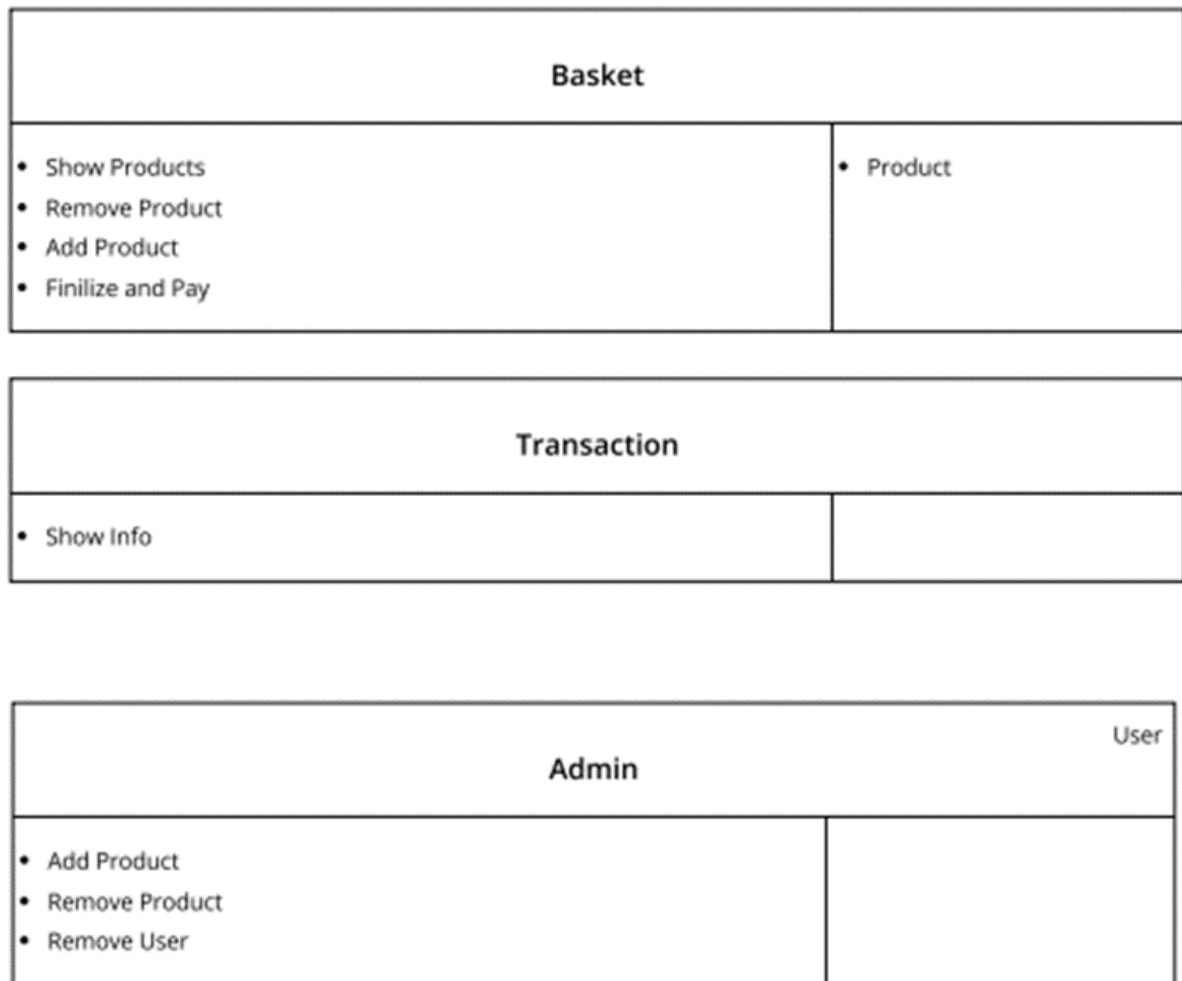 Basket
• Show Products
• Remove Product
• Add Product
• Finilize and Pay
• Product
Transaction
• Show Info
User
Admin
• Add Product
• Remove Product
• Remove User